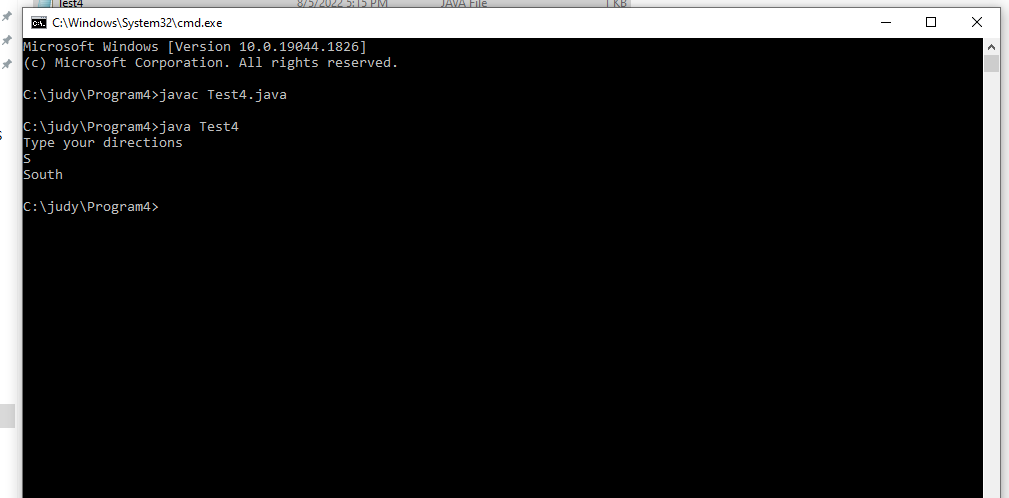 Test4 8/5/2022 5:15 PM JAVA File 1 KB
C:\Windows\System32\cmd.exe
Microsoft Windows [Version 10.0.19044.1826]
(c) Microsoft Corporation. All rights reserved.
C:\judy\Program4>javac Test4.java
C:\judy\Program4>java Test4
Type your directions
S
South
C:\judy\Program4>